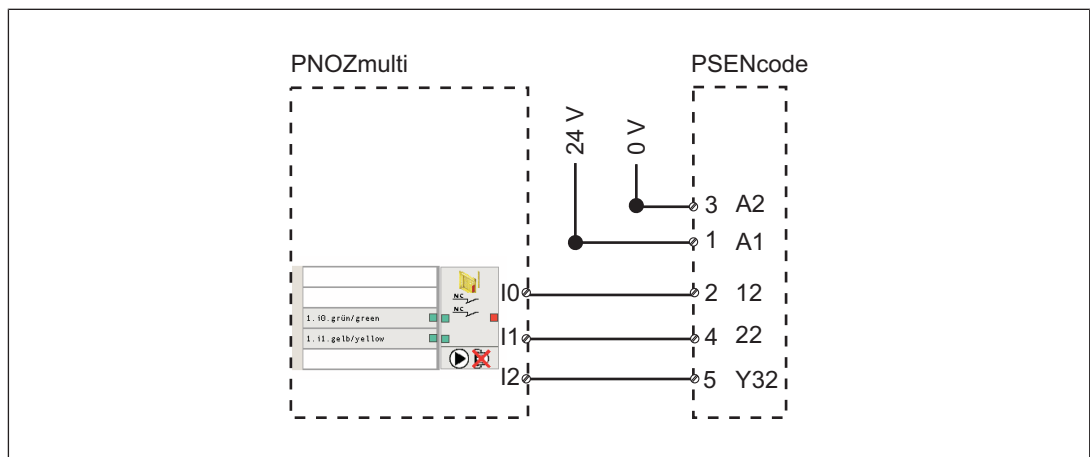 PNOZmulti
PSENcode
24 V
0 V
3 A2
1 A1
I0
2 12
NC
NC
1.i0.grün/green
1.i1.gelb/yellow
I1
4 22
I2
5 Y32